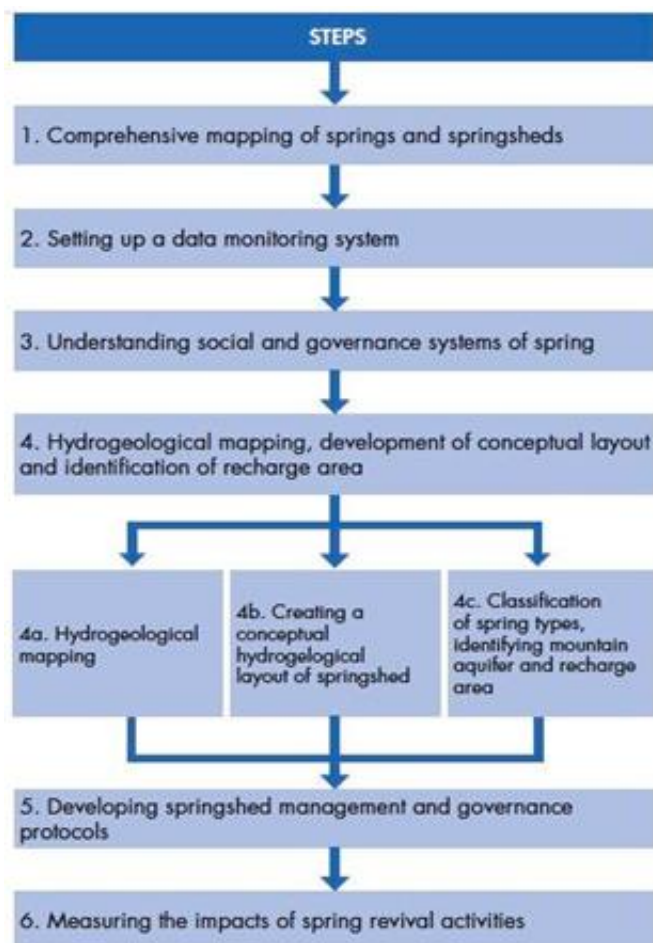 STEPS
1. Comprehensive mapping of springs and springsheds
2. Setting up a data monitoring system
3. Understanding social and governance systems of spring
4. Hydrogeological mapping, development of conceptual layout
and identification of recharge area
4a. Hydrogeological
mapping
4b. Creating a
conceptual
hydrogelogical
layout of springshed
4c. Classification
of spring types,
identifying mountain
aquifer and recharge
area
5. Developing springshed management and governance
protocols
6. Measuring the impacts of spring revival activities